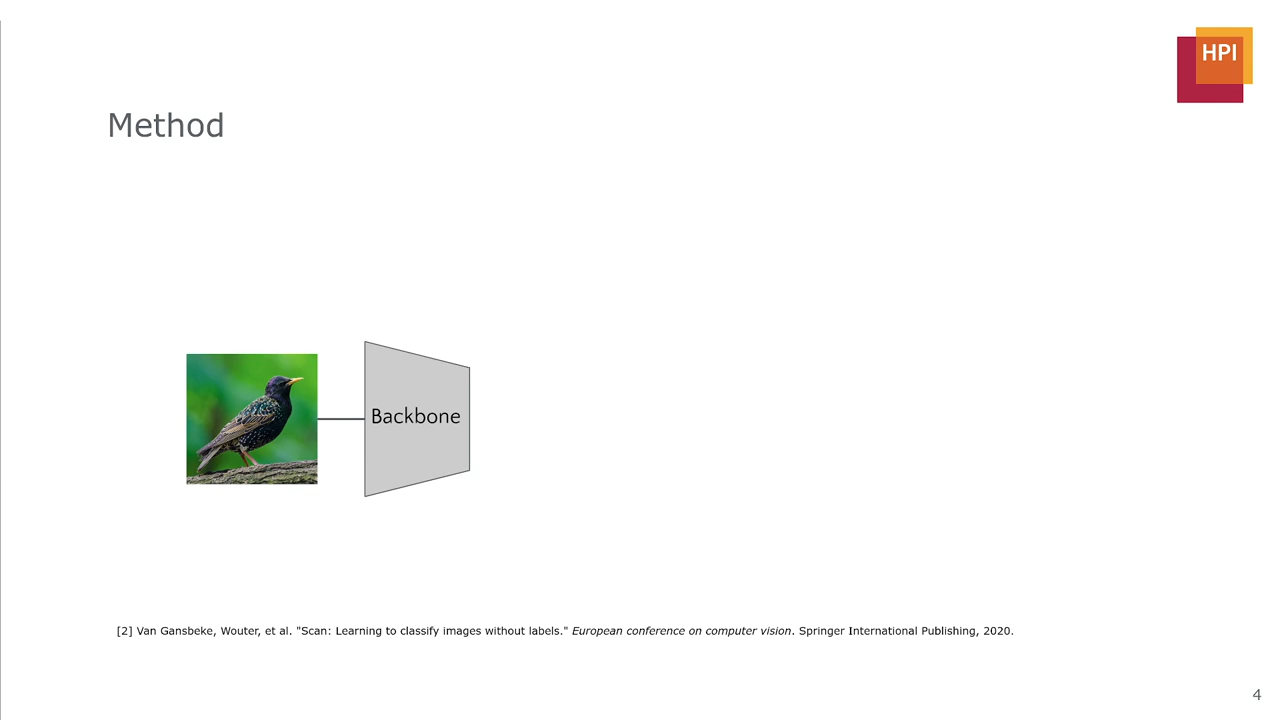 HPI
Method
Backbone
[2] Van Gansbeke, Wouter, et al. "Scan: Learning to classify images without labels." European conference on computer vision. Springer International Publishing, 2020.
4